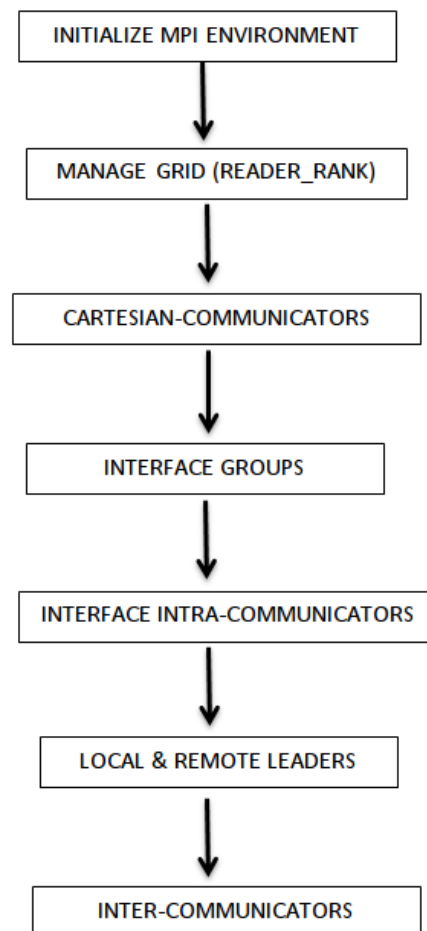 INITIALIZE MPI ENVIRONMENT
MANAGE GRID (READER_RANK)
CARTESIAN-COMMUNICATORS
INTERFACE GROUPS
INTERFACE INTRA-COMMUNICATORS
LOCAL & REMOTE LEADERS
INTER-COMMUNICATORS